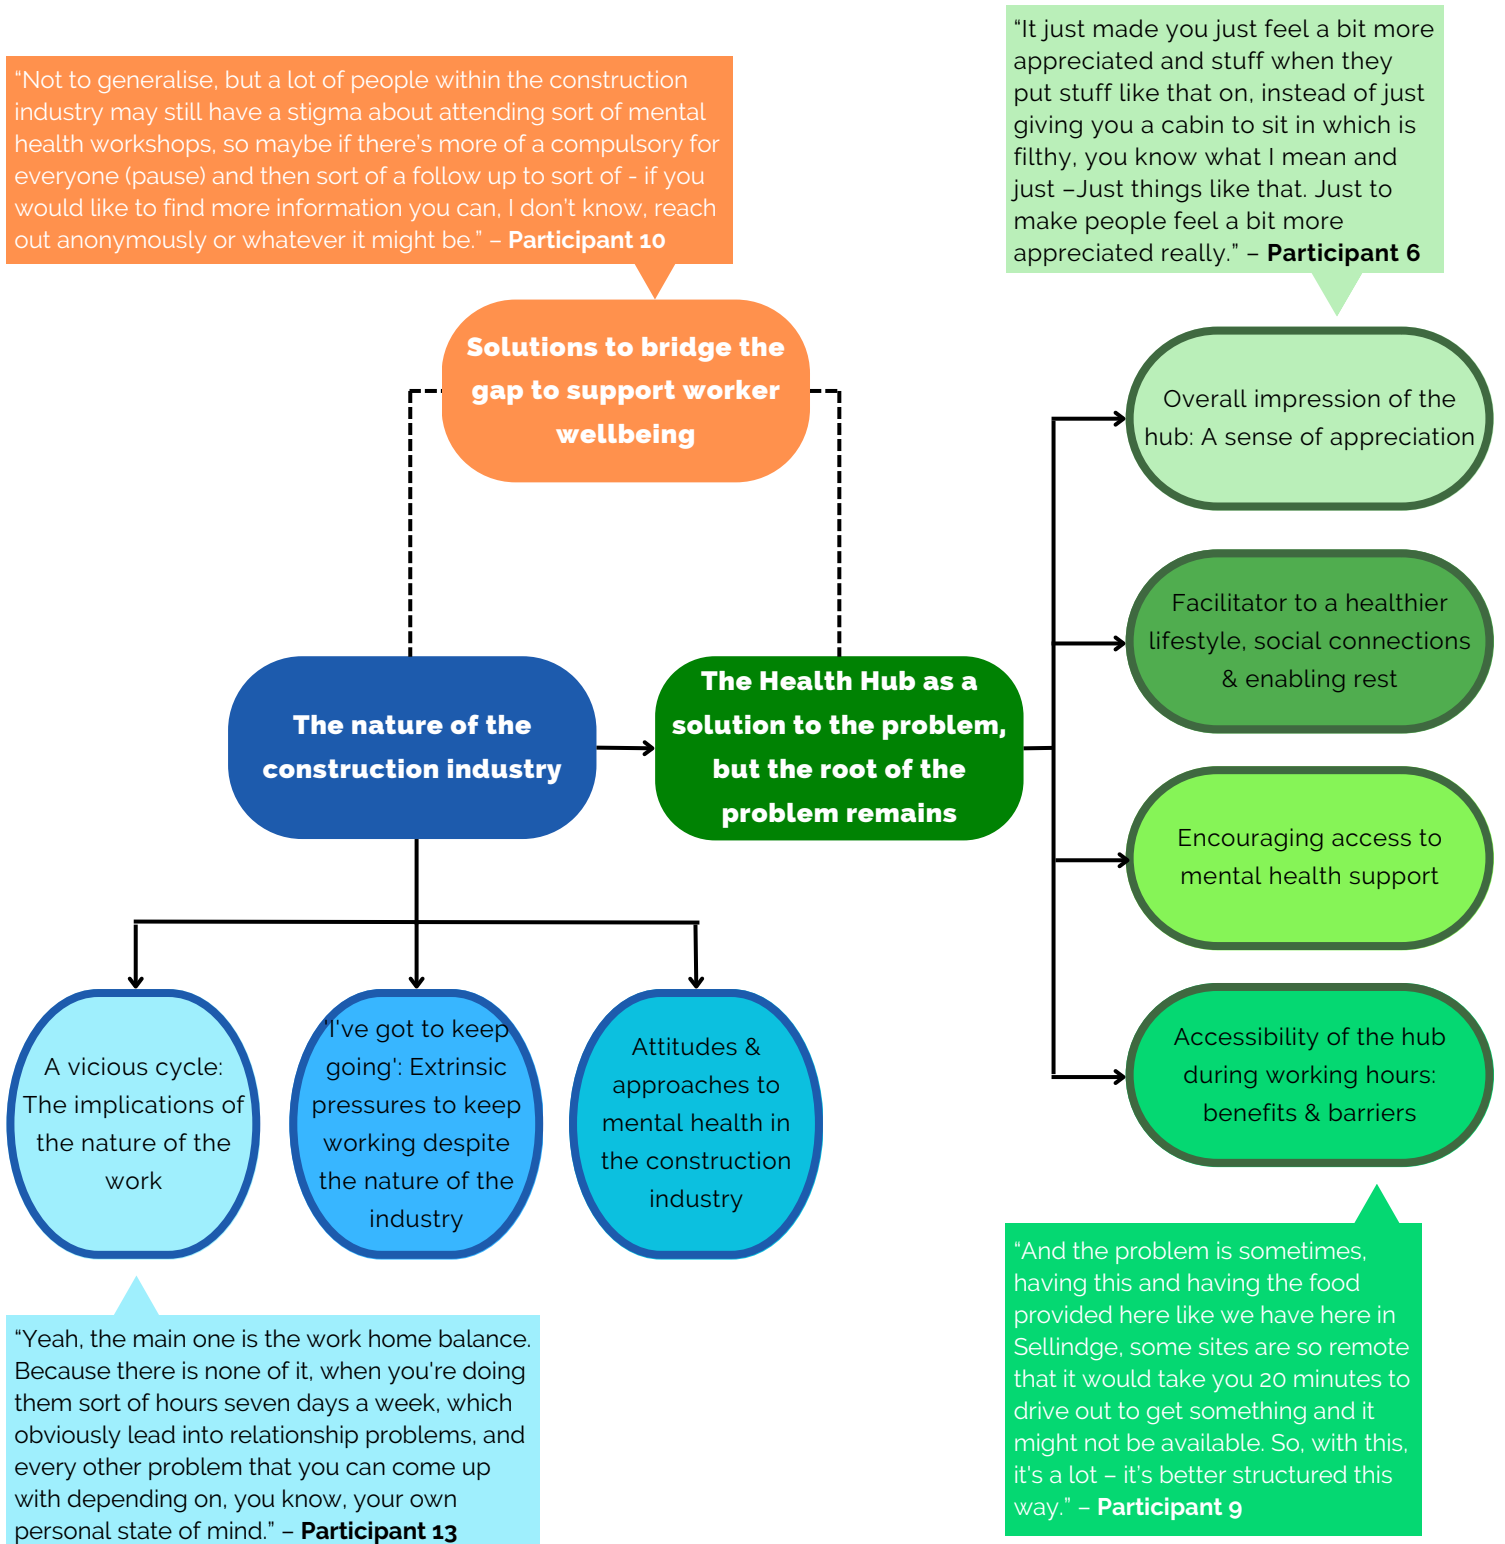 “Not to generalise, but a lot of people within the construction
industry may still have a stigma about attending sort of mental
health workshops, so maybe if there’s more of a compulsory for
everyone (pause) and then sort of a follow up to sort of - if you
would like to find more information you can, I don’t know, reach
out anonymously or whatever it might be.” – Participant 10
“It just made you just feel a bit more
appreciated and stuff when they
put stuff like that on, instead of just
giving you a cabin to sit in which is
filthy, you know what I mean and
just –Just things like that. Just to
make people feel a bit more
appreciated really.” – Participant 6
Solutions to bridge the
gap to support worker
wellbeing
The nature of the
construction industry
The Health Hub as a
solution to the problem,
but the root of the
problem remains
Overall impression of the
hub: A sense of appreciation
Facilitator to a healthier
lifestyle, social connections
& enabling rest
Encouraging access to
mental health support
Accessibility of the hub
during working hours:
benefits & barriers
A vicious cycle:
The implications of
the nature of the
work
'I've got to keep
going': Extrinsic
pressures to keep
working despite
the nature of the
industry
Attitudes &
approaches to
mental health in
the construction
industry
“Yeah, the main one is the work home balance.
Because there is none of it, when you're doing
them sort of hours seven days a week, which
obviously lead into relationship problems, and
every other problem that you can come up
with depending on, you know, your own
personal state of mind.” – Participant 13
“And the problem is sometimes,
having this and having the food
provided here like we have here in
Sellindge, some sites are so remote
that it would take you 20 minutes to
drive out to get something and it
might not be available. So, with this,
it's a lot – it’s better structured this
way.” – Participant 9